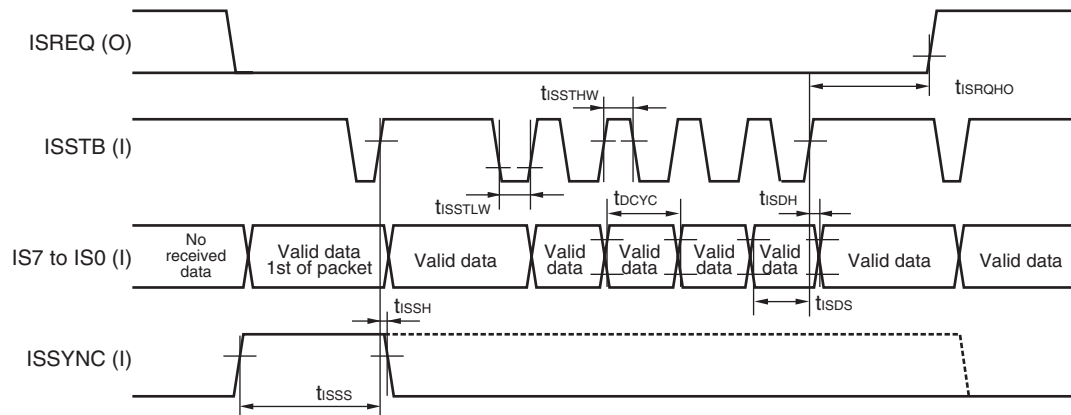 ISREQ (O)
tISRQHO
tISSTHW
ISSTB (I)
tISSTLW
tDCYC
tISDH
IS7 to IS0 (I)
No
received
data
Valid data
1st of packet
Valid data
Valid
data
Valid
data
Valid
data
Valid
data
Valid data
Valid data
tISSH
tISDS
ISSYNC (I)
tISSS